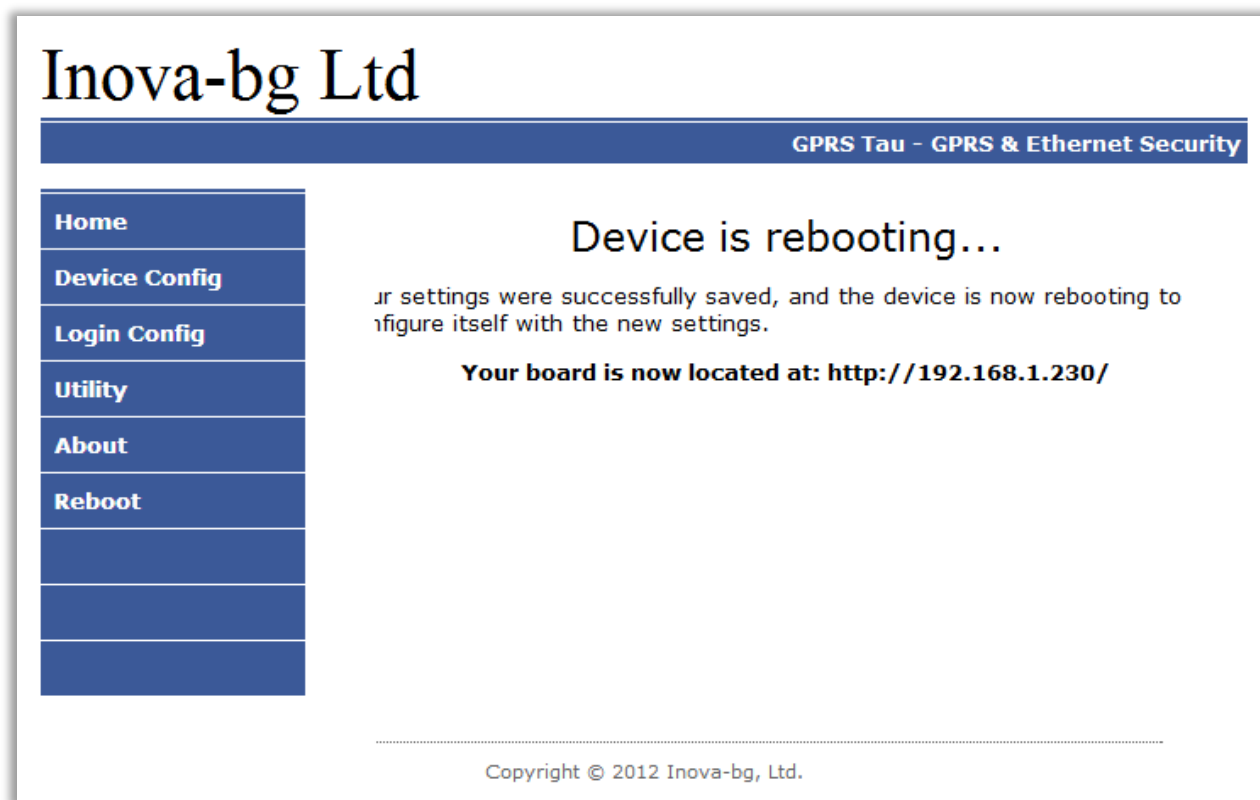 Inova-bg Ltd
GPRS Tau - GPRS & Ethernet Security
Home
Device Config
Login Config
Utility
About
Reboot
Device is rebooting...
settings were successfully saved, and the device is now rebooting to
itself with the new settings.
Your board is now located at: http://192.168.1.230/
Copyright © 2012 Inova-bg, Ltd.